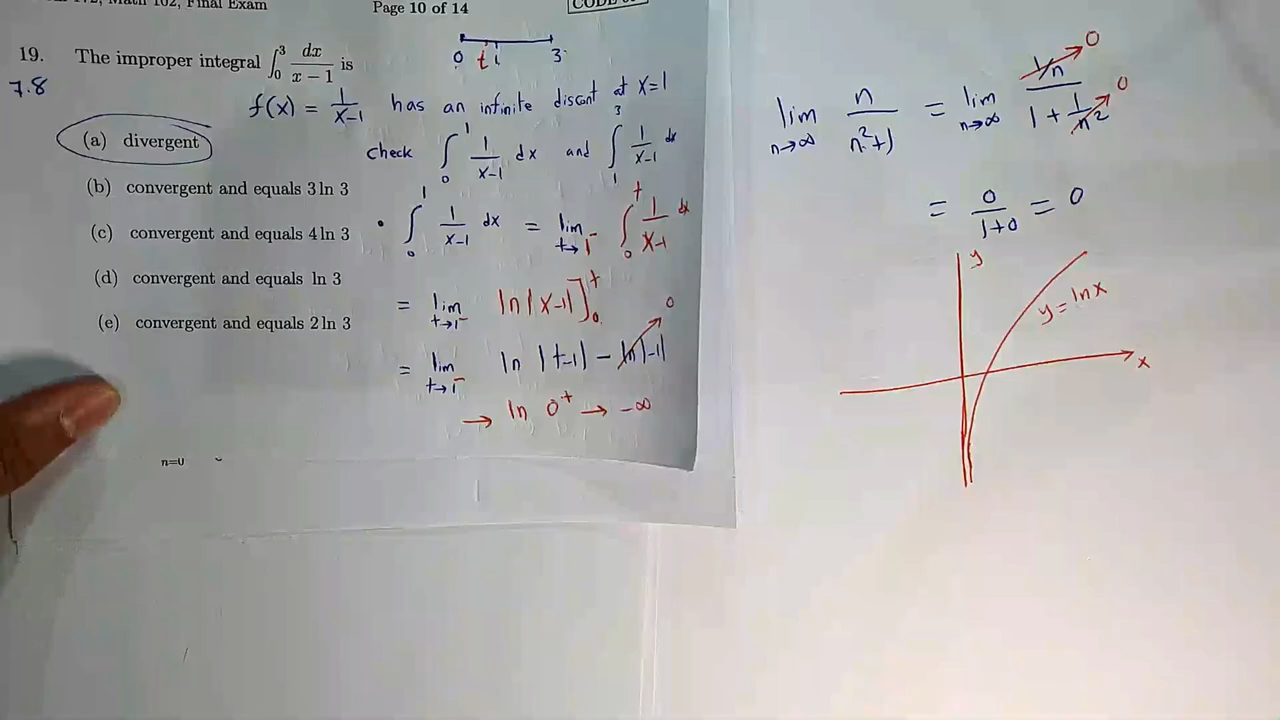 Math 102, Final Exam
Page 10 of 14
CODE
19. The improper integral ∫₀³ dx/(x − 1) is
7.8
0 t 1 3
f(x) = 1/(x-1) has an infinite discont at x=1
(a) divergent
check ∫₀¹ 1/(x-1) dx and ∫₁³ 1/(x-1) dx
(b) convergent and equals 3 ln 3
(c) convergent and equals 4 ln 3
• ∫₀¹ 1/(x-1) dx = lim t→1⁻ ∫₀ᵗ 1/(x-1) dx
(d) convergent and equals ln 3
= lim t→1⁻ ln|x-1|]₀ᵗ
(e) convergent and equals 2 ln 3
= lim t→1⁻ ln |t-1| - ln|-1| 0
→ ln 0⁺ → -∞
n=0
lim n→∞ n/(n²+1) = lim n→∞ (1/n)/(1 + 1/n²) 0 0
= 0/(1+0) = 0
y
y = ln x
x